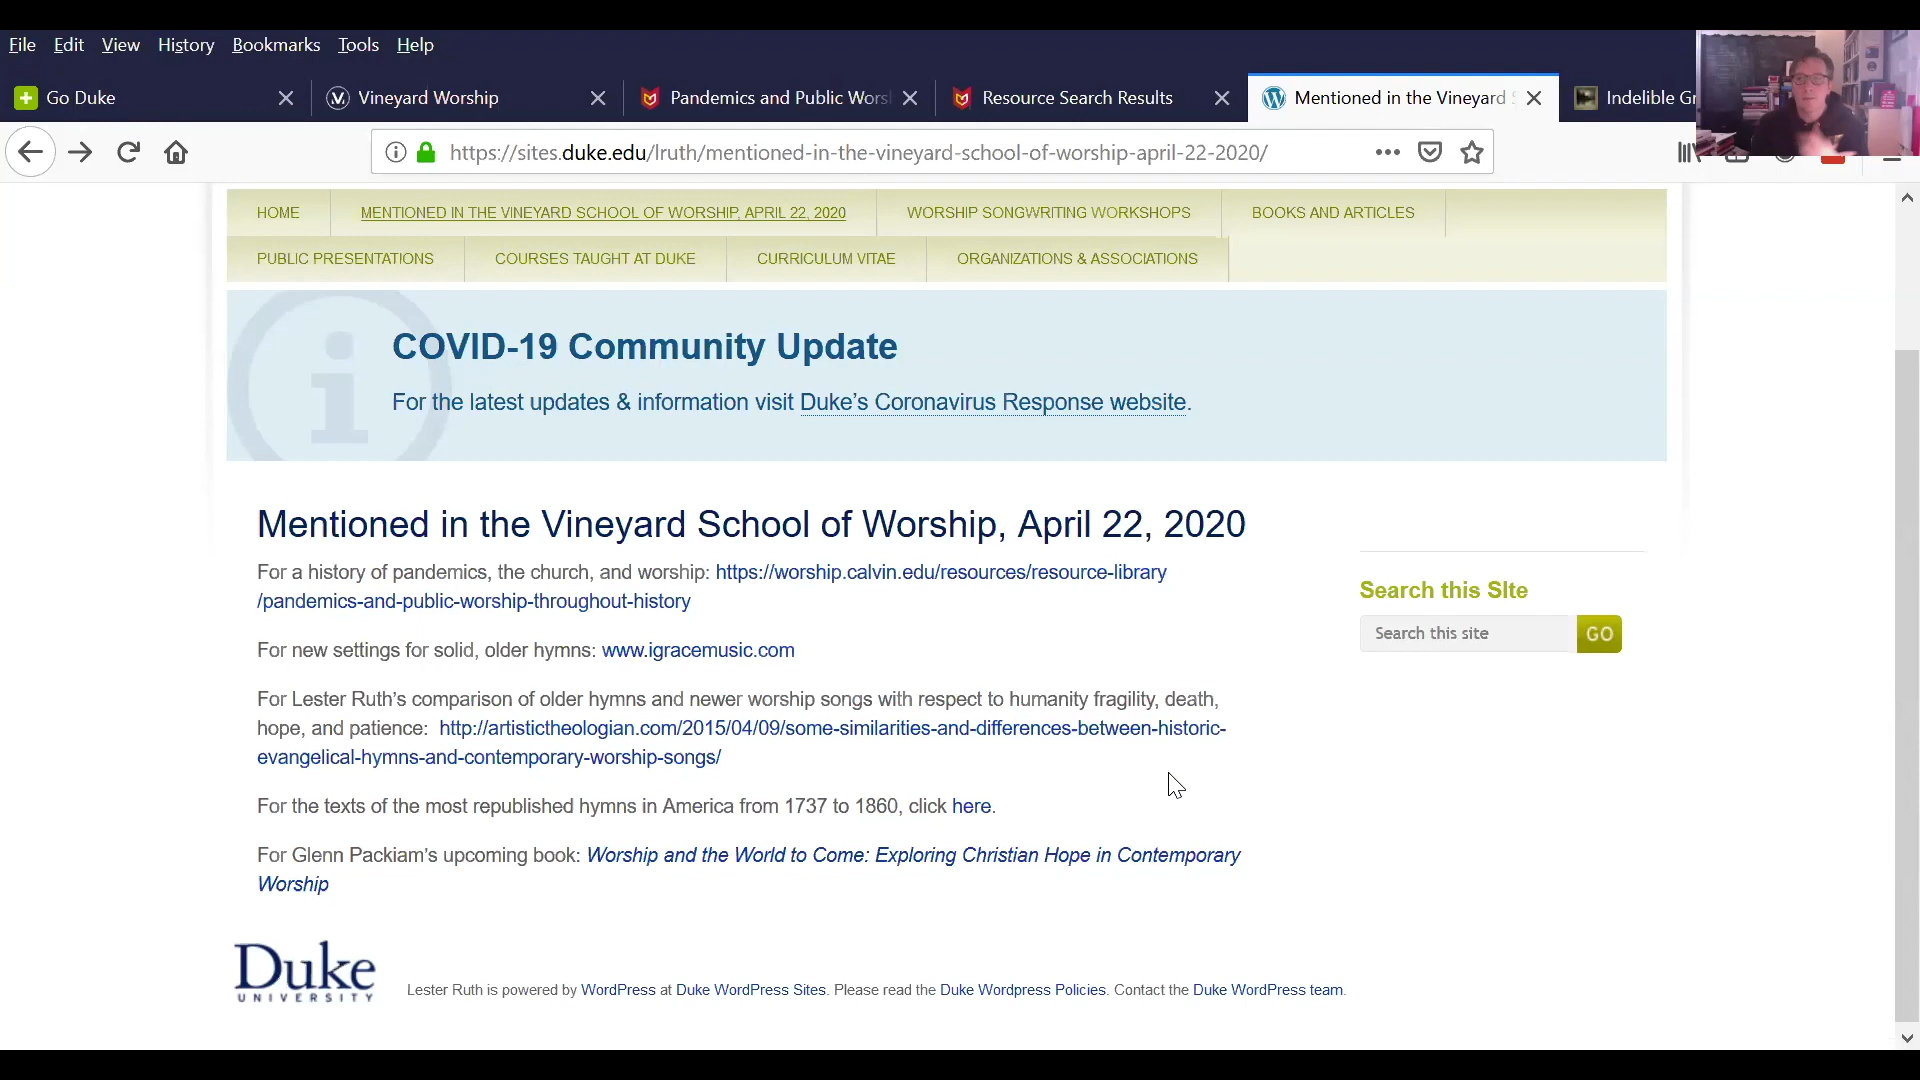 File Edit View History Bookmarks Tools Help
Go Duke
Vineyard Worship
Pandemics and Public Wors
Resource Search Results
Mentioned in the Vineyard
Indelible Gr
https://sites.duke.edu/lruth/mentioned-in-the-vineyard-school-of-worship-april-22-2020/
HOME MENTIONED IN THE VINEYARD SCHOOL OF WORSHIP, APRIL 22, 2020 WORSHIP SONGWRITING WORKSHOPS BOOKS AND ARTICLES
PUBLIC PRESENTATIONS COURSES TAUGHT AT DUKE CURRICULUM VITAE ORGANIZATIONS & ASSOCIATIONS
COVID-19 Community Update
For the latest updates & information visit Duke’s Coronavirus Response website.
Mentioned in the Vineyard School of Worship, April 22, 2020
For a history of pandemics, the church, and worship: https://worship.calvin.edu/resources/resource-library
/pandemics-and-public-worship-throughout-history
For new settings for solid, older hymns: www.igracemusic.com
For Lester Ruth’s comparison of older hymns and newer worship songs with respect to humanity fragility, death,
hope, and patience: http://artistictheologian.com/2015/04/09/some-similarities-and-differences-between-historic-
evangelical-hymns-and-contemporary-worship-songs/
For the texts of the most republished hymns in America from 1737 to 1860, click here.
For Glenn Packiam’s upcoming book: Worship and the World to Come: Exploring Christian Hope in Contemporary
Worship
Search this SIte
Search this site GO
Duke
UNIVERSITY
Lester Ruth is powered by WordPress at Duke WordPress Sites. Please read the Duke Wordpress Policies. Contact the Duke WordPress team.